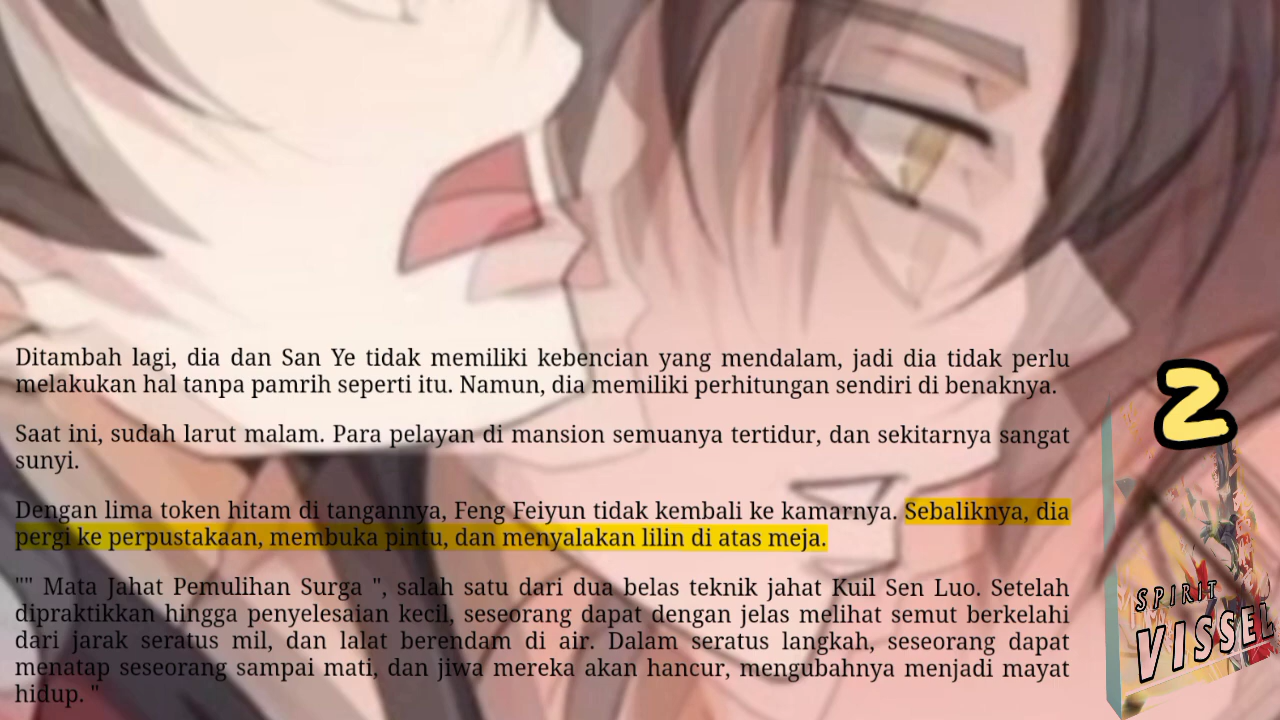 Ditambah lagi, dia dan San Ye tidak memiliki kebencian yang mendalam, jadi dia tidak perlu
melakukan hal tanpa pamrih seperti itu. Namun, dia memiliki perhitungan sendiri di benaknya.
Saat ini, sudah larut malam. Para pelayan di mansion semuanya tertidur, dan sekitarnya sangat
sunyi.
Dengan lima token hitam di tangannya, Feng Feiyun tidak kembali ke kamarnya. Sebaliknya, dia
pergi ke perpustakaan, membuka pintu, dan menyalakan lilin di atas meja.
"" Mata Jahat Pemulihan Surga ", salah satu dari dua belas teknik jahat Kuil Sen Luo. Setelah
dipraktikkan hingga penyelesaian kecil, seseorang dapat dengan jelas melihat semut berkelahi
dari jarak seratus mil, dan lalat berendam di air. Dalam seratus langkah, seseorang dapat
menatap seseorang sampai mati, dan jiwa mereka akan hancur, mengubahnya menjadi mayat
hidup. "
2
SPIRIT
VISSEL